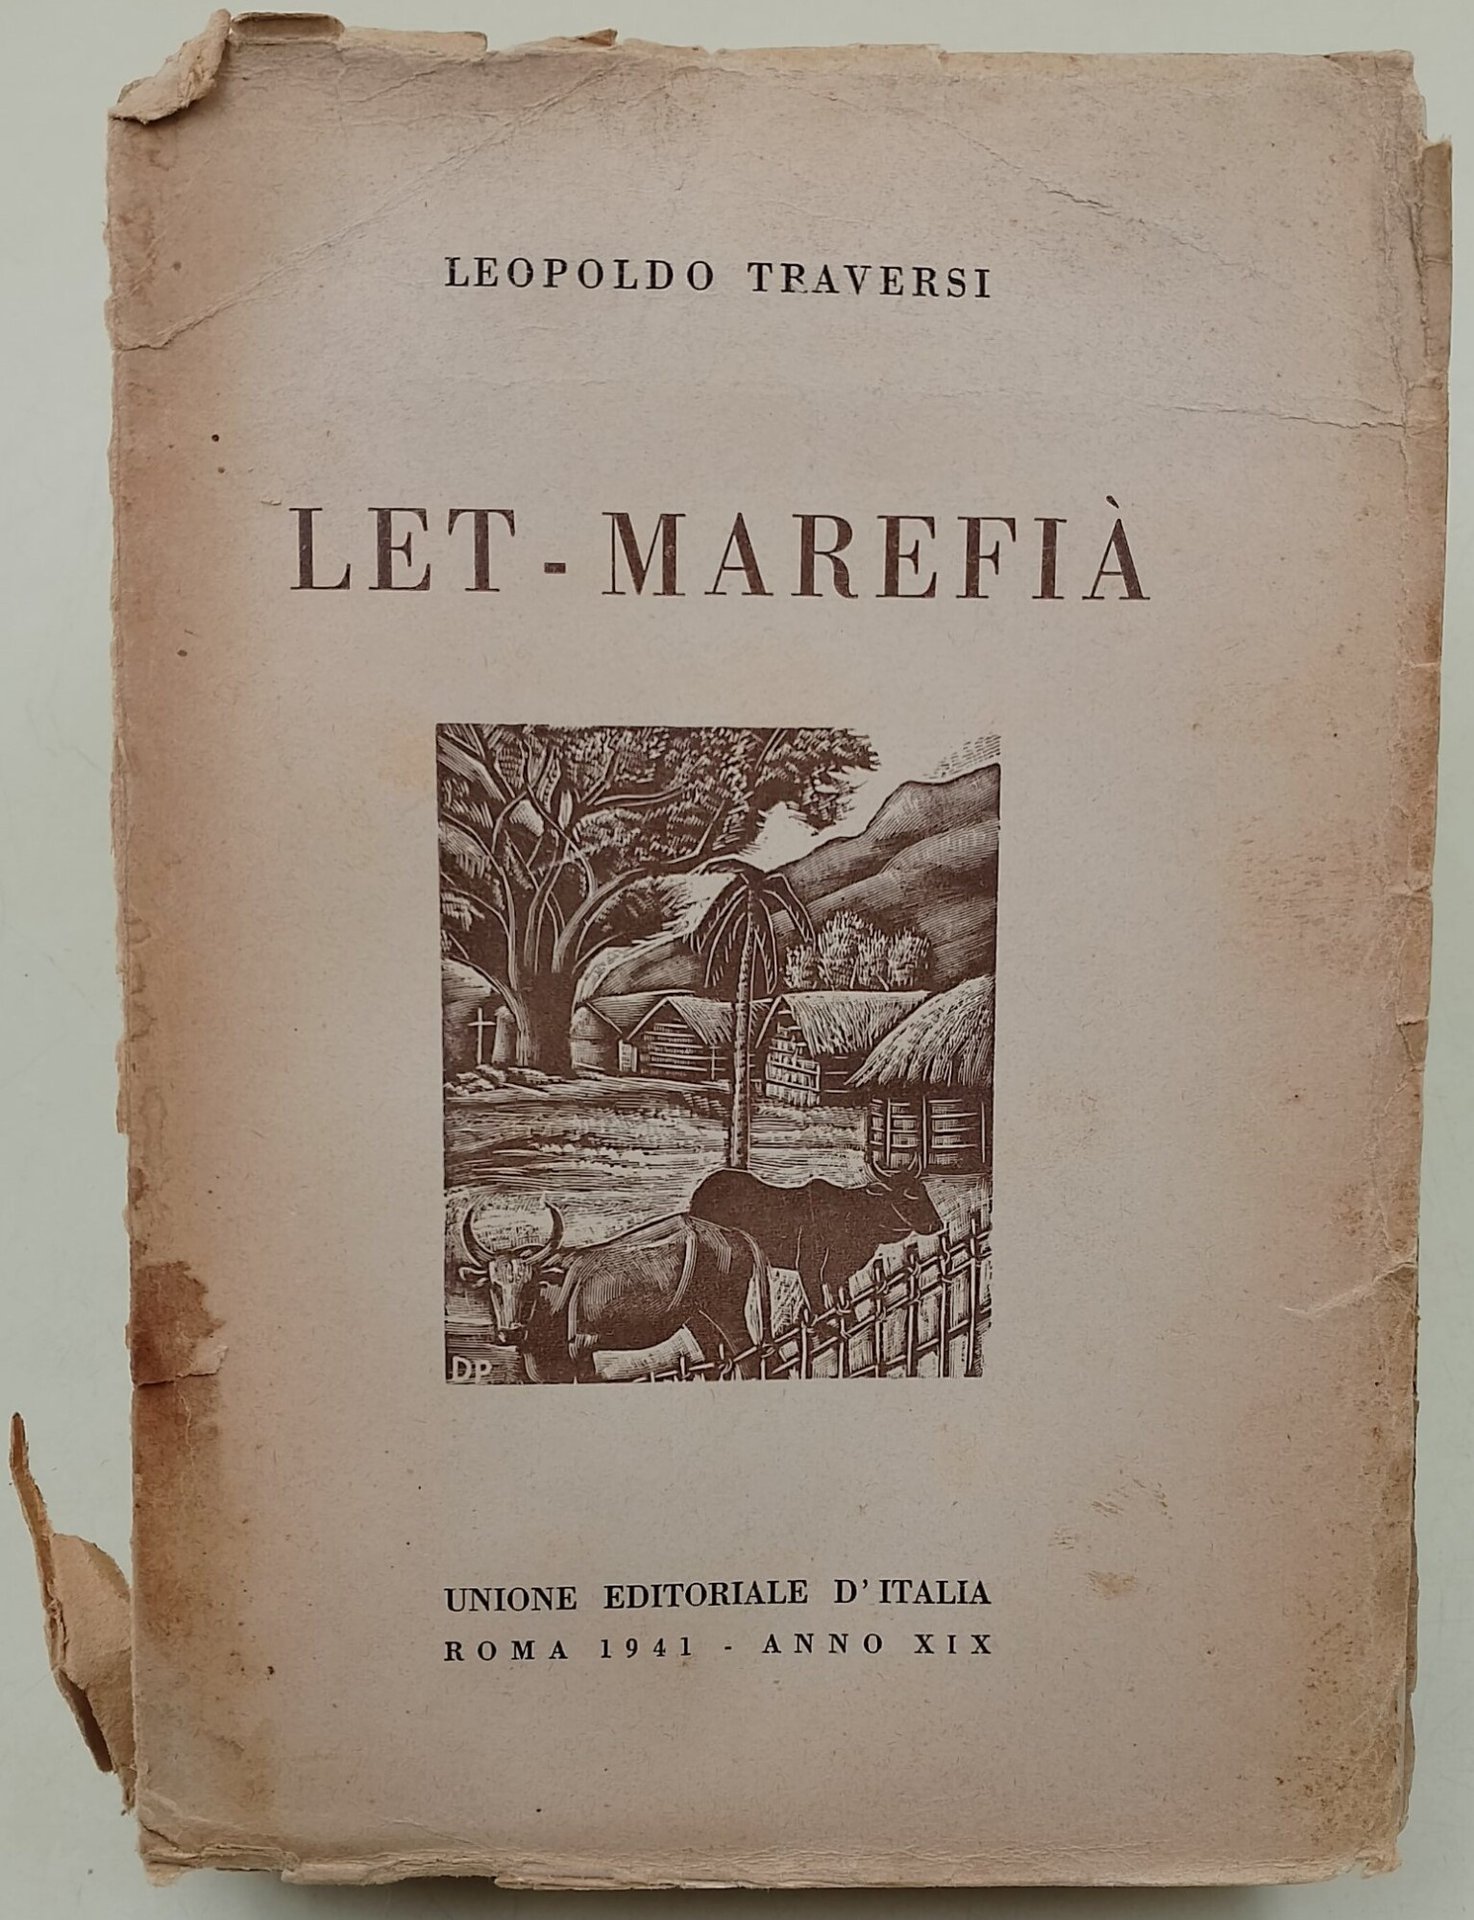 LEOPOLDO TRAVERSI
LET - MAREFIÀ
DP
UNIONE EDITORIALE D'ITALIA
ROMA 1941 - ANNO XIX